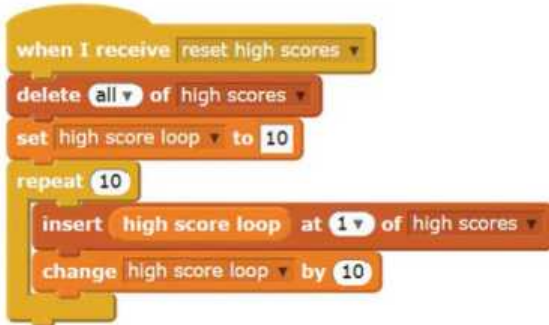 when I receive reset high scores
delete all of high scores
set high score loop to 10
repeat 10
insert high score loop at 1 of high scores
change high score loop by 10